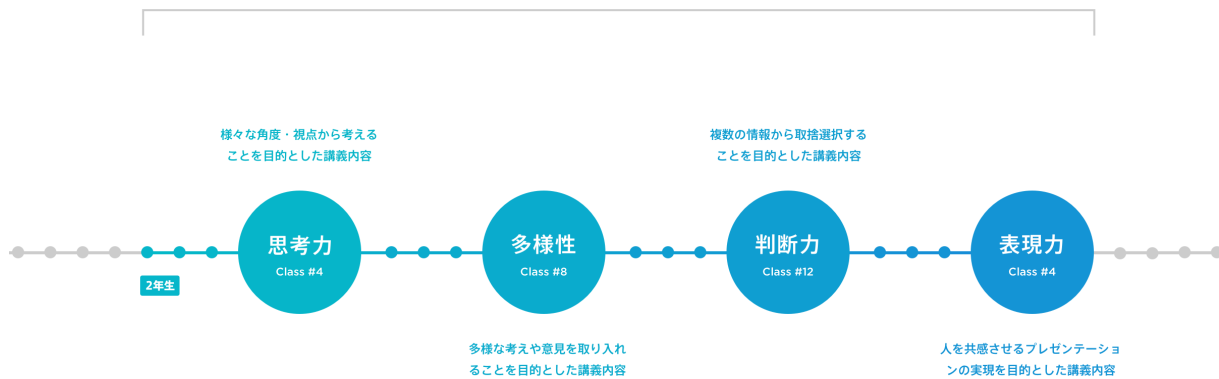 様々な角度・視点から考える
ことを目的とした講義内容
複数の情報から取捨選択する
ことを目的とした講義内容
思考力
Class #4
多様性
Class #8
判断力
Class #12
表現力
Class #4
2年生
多様な考えや意見を取り入れ
ることを目的とした講義内容
人を共感させるプレゼンテーショ
ンの実現を目的とした講義内容